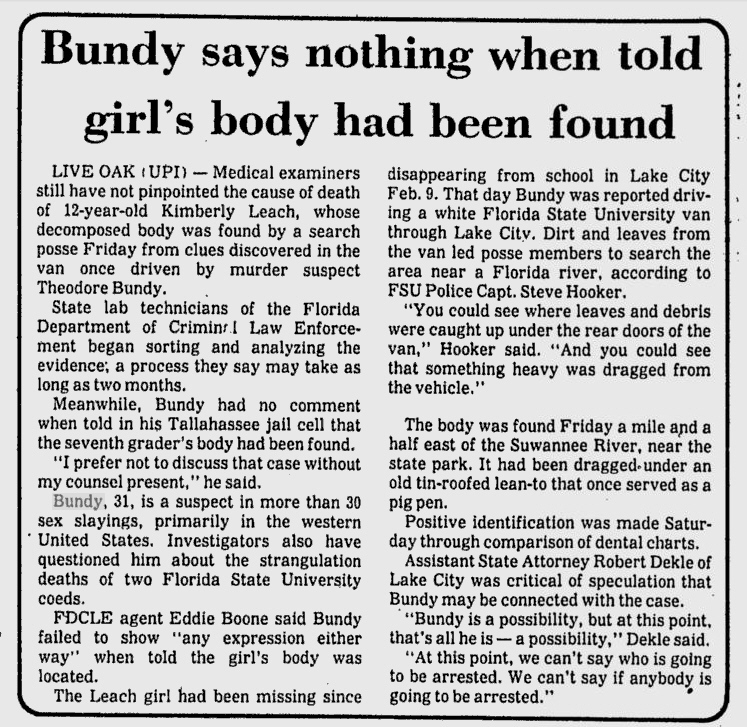 Bundy says nothing when told
girl's body had been found
LIVE OAK (UPI) — Medical examiners
still have not pinpointed the cause of death
of 12-year-old Kimberly Leach, whose
decomposed body was found by a search
posse Friday from clues discovered in the
van once driven by murder suspect
Theodore Bundy.
State lab technicians of the Florida
Department of Criminal Law Enforce-
ment began sorting and analyzing the
evidence; a process they say may take as
long as two months.
Meanwhile, Bundy had no comment
when told in his Tallahassee jail cell that
the seventh grader's body had been found.
"I prefer not to discuss that case without
my counsel present," he said.
Bundy, 31, is a suspect in more than 30
sex slayings, primarily in the western
United States. Investigators also have
questioned him about the strangulation
deaths of two Florida State University
coeds.
FDCLE agent Eddie Boone said Bundy
failed to show "any expression either
way" when told the girl's body was
located.
The Leach girl had been missing since
disappearing from school in Lake City
Feb. 9. That day Bundy was reported driv-
ing a white Florida State University van
through Lake City. Dirt and leaves from
the van led posse members to search the
area near a Florida river, according to
FSU Police Capt. Steve Hooker.
"You could see where leaves and debris
were caught up under the rear doors of the
van," Hooker said. "And you could see
that something heavy was dragged from
the vehicle."
The body was found Friday a mile and a
half east of the Suwannee River, near the
state park. It had been dragged under an
old tin-roofed lean-to that once served as a
pig pen.
Positive identification was made Satur-
day through comparison of dental charts.
Assistant State Attorney Robert Dekle of
Lake City was critical of speculation that
Bundy may be connected with the case.
"Bundy is a possibility, but at this point,
that's all he is — a possibility," Dekle said.
"At this point, we can't say who is going
to be arrested. We can't say if anybody is
going to be arrested."